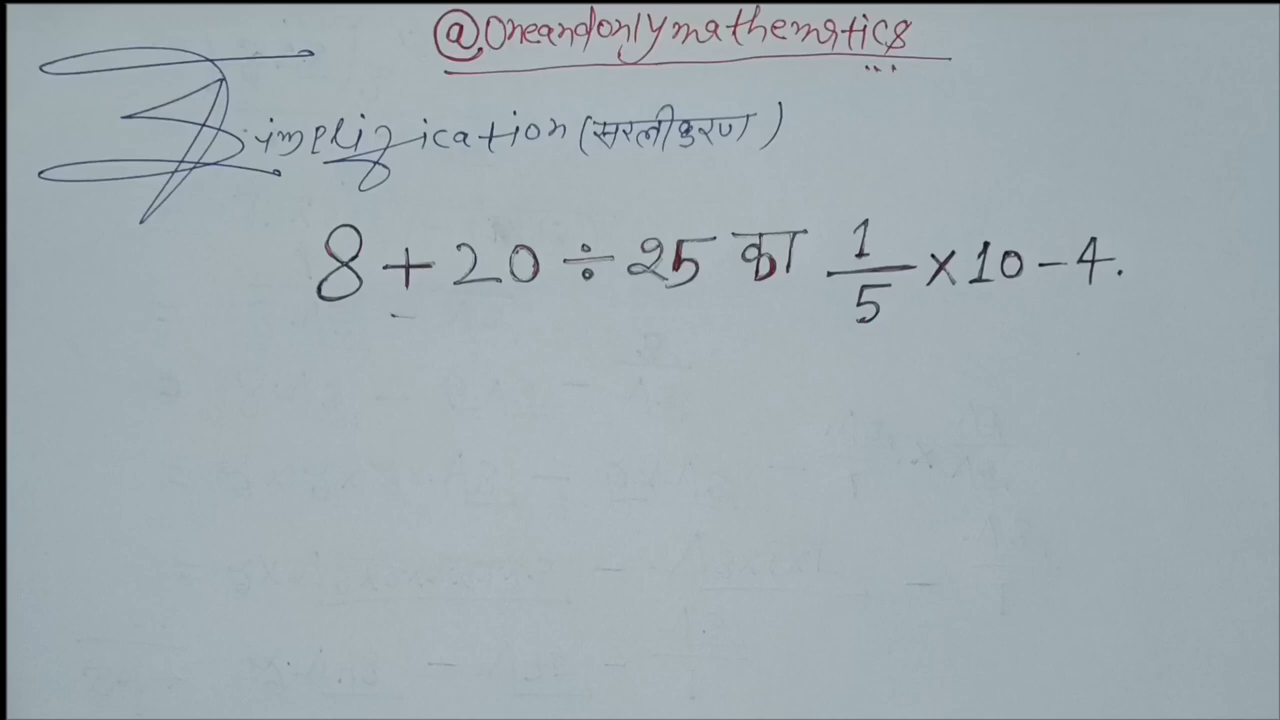 @Oneandonlymathematics
Simplification (सरलीकरण)
8 + 20 ÷ 25 का 1/5 × 10 - 4.